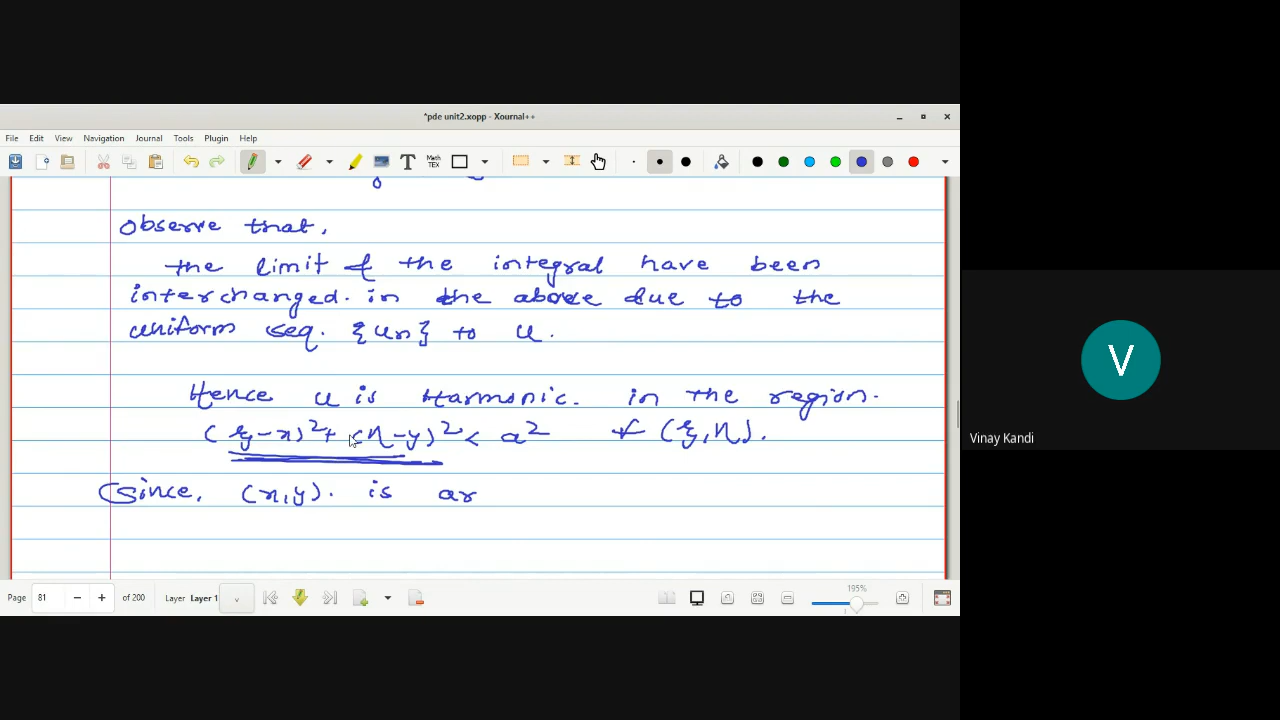 *pde unit2.xopp - Xournal++
File Edit View Navigation Journal Tools Plugin Help
Observe that,
the limit & the integral have been
interchanged. in the above due to the
uniform seq. {un} to u.
Hence u is Harmonic. in the region.
(ξ-x)²+(η-y)²< a² ∀ (ξ,η).
(since, (x,y). is ar
Page 81 of 200 Layer Layer 1 195%
V
Vinay Kandi